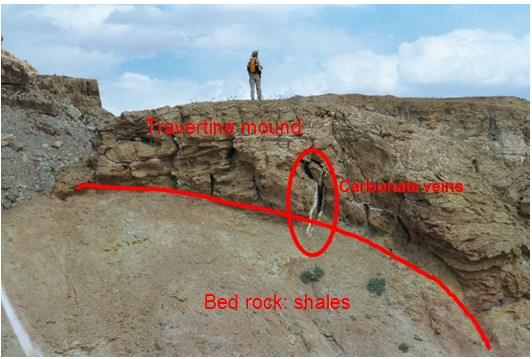 Travertine mound
Carbonate veins
Bed rock: shales